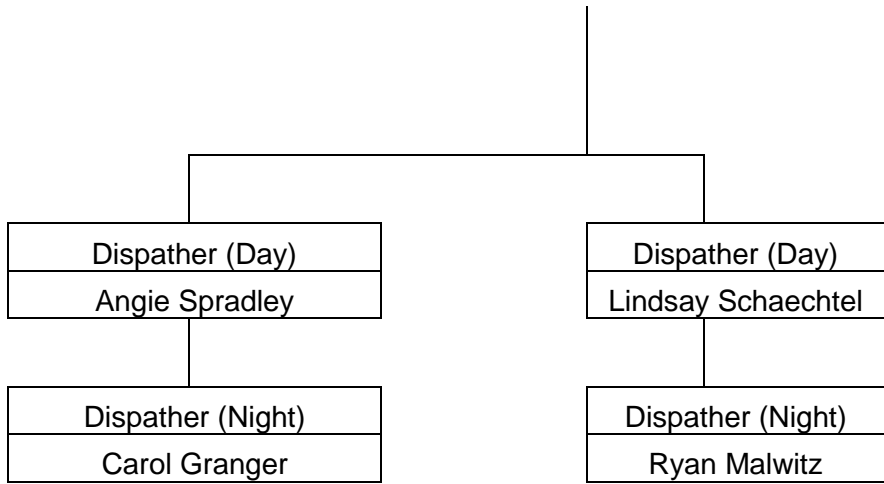 Dispather (Day)
Angie Spradley
Dispather (Day)
Lindsay Schaechtel
Dispather (Night)
Carol Granger
Dispather (Night)
Ryan Malwitz